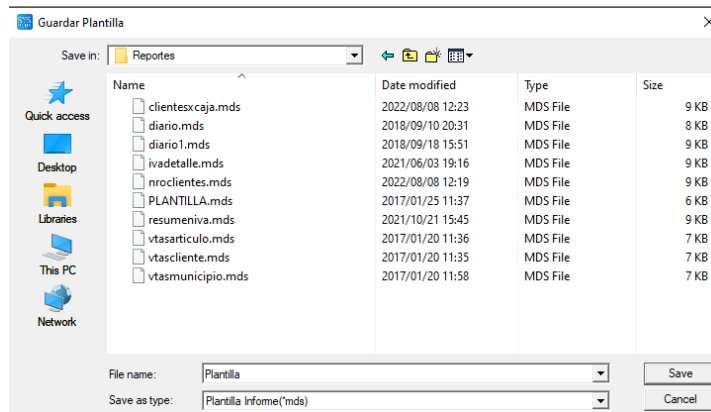 Guardar Plantilla
Save in: Reportes
Name Date modified Type Size
clientesxcaja.mds 2022/08/08 12:23 MDS File 9 KB
diario.mds 2018/09/10 20:31 MDS File 8 KB
diario1.mds 2018/09/18 15:51 MDS File 9 KB
ivadetalle.mds 2021/06/03 19:16 MDS File 9 KB
nroclientes.mds 2022/08/08 12:19 MDS File 9 KB
PLANTILLA.mds 2017/01/25 11:37 MDS File 6 KB
resumeniva.mds 2021/10/21 15:45 MDS File 9 KB
vtasarticulo.mds 2017/01/20 11:36 MDS File 7 KB
vtascliente.mds 2017/01/20 11:35 MDS File 7 KB
vtasmunicipio.mds 2017/01/20 11:58 MDS File 7 KB
Quick access
Desktop
Libraries
This PC
Network
File name: Plantilla Save
Save as type: Plantilla Informe(*mds) Cancel